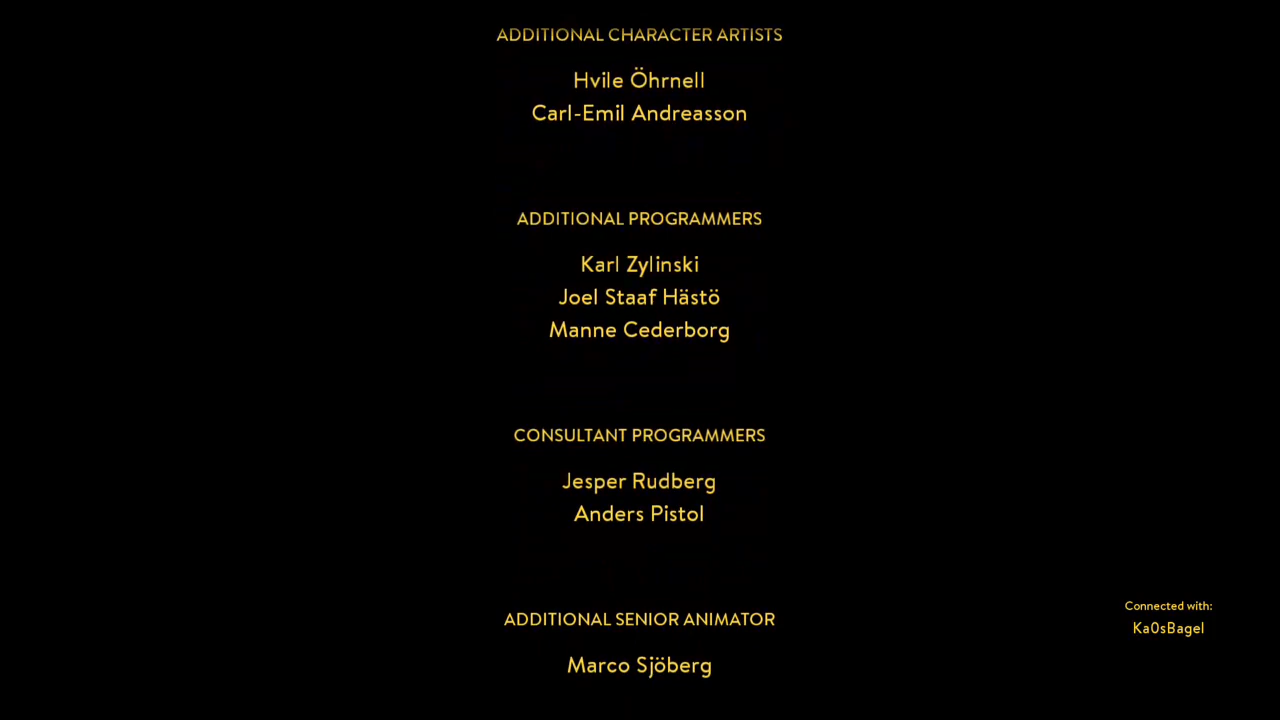 ADDITIONAL CHARACTER ARTISTS
Hvile Öhrnell
Carl-Emil Andreasson
ADDITIONAL PROGRAMMERS
Karl Zylinski
Joel Staaf Hästö
Manne Cederborg
CONSULTANT PROGRAMMERS
Jesper Rudberg
Anders Pistol
ADDITIONAL SENIOR ANIMATOR
Marco Sjöberg
Connected with:
Ka0sBagel